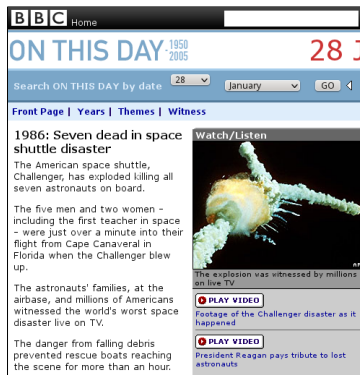 BBC Home
ON THIS DAY 1950 2005
28 J
Search ON THIS DAY by date 28 January GO
Front Page | Years | Themes | Witness
1986: Seven dead in space
shuttle disaster
The American space shuttle,
Challenger, has exploded killing all
seven astronauts on board.
The five men and two women –
including the first teacher in space
– were just over a minute into their
flight from Cape Canaveral in
Florida when the Challenger blew
up.
The astronauts' families, at the
airbase, and millions of Americans
witnessed the world's worst space
disaster live on TV.
The danger from falling debris
prevented rescue boats reaching
the scene for more than an hour.
Watch/Listen
The explosion was witnessed by millions
on live TV
PLAY VIDEO
Footage of the Challenger disaster as it
happened
PLAY VIDEO
President Reagan pays tribute to lost
astronauts